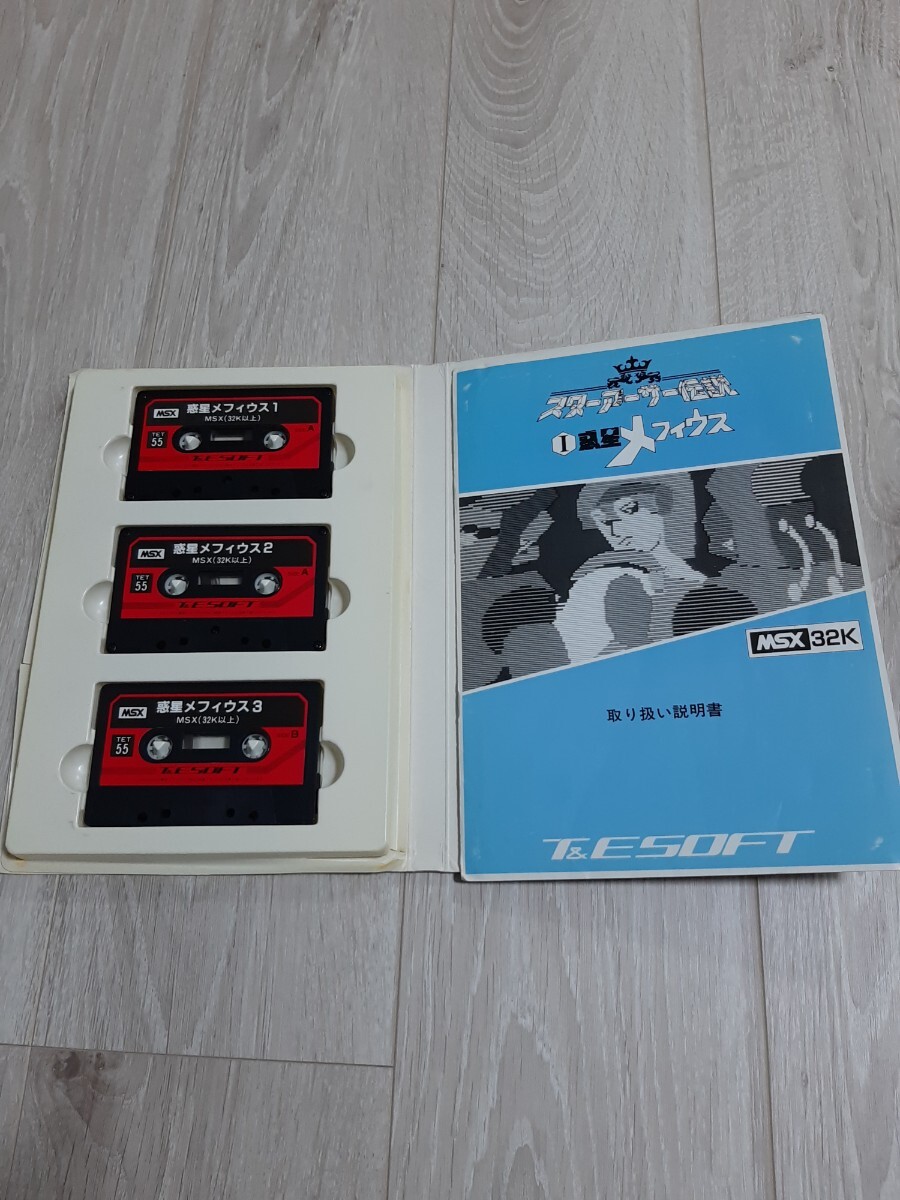 惑星メフィウス1
MSX
MSX(32K以上)
TET
55
A
T&ESOFT
惑星メフィウス2
MSX
MSX(32K以上)
TET
55
A
T&ESOFT
惑星メフィウス3
MSX
MSX(32K以上)
TET
55
B
T&ESOFT
スターアーサー伝説
I 惑星メフィウス
MSX 32K
取り扱い説明書
T&ESOFT